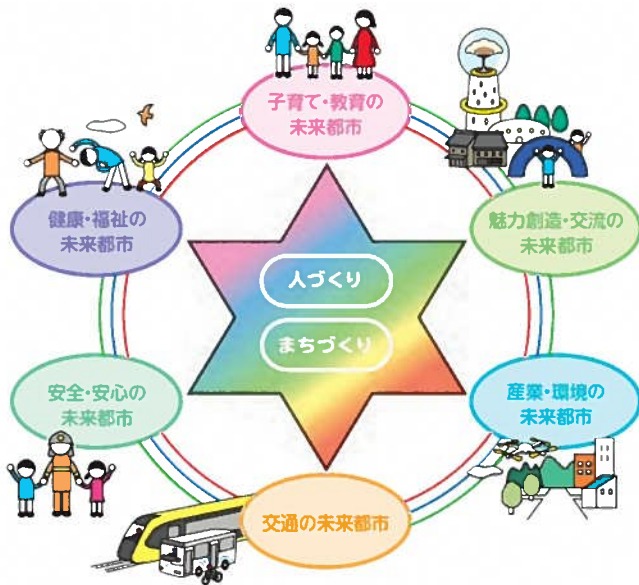 子育て・教育の
未来都市
健康・福祉の
未来都市
魅力創造・交流の
未来都市
人づくり
まちづくり
安全・安心の
未来都市
産業・環境の
未来都市
交通の未来都市